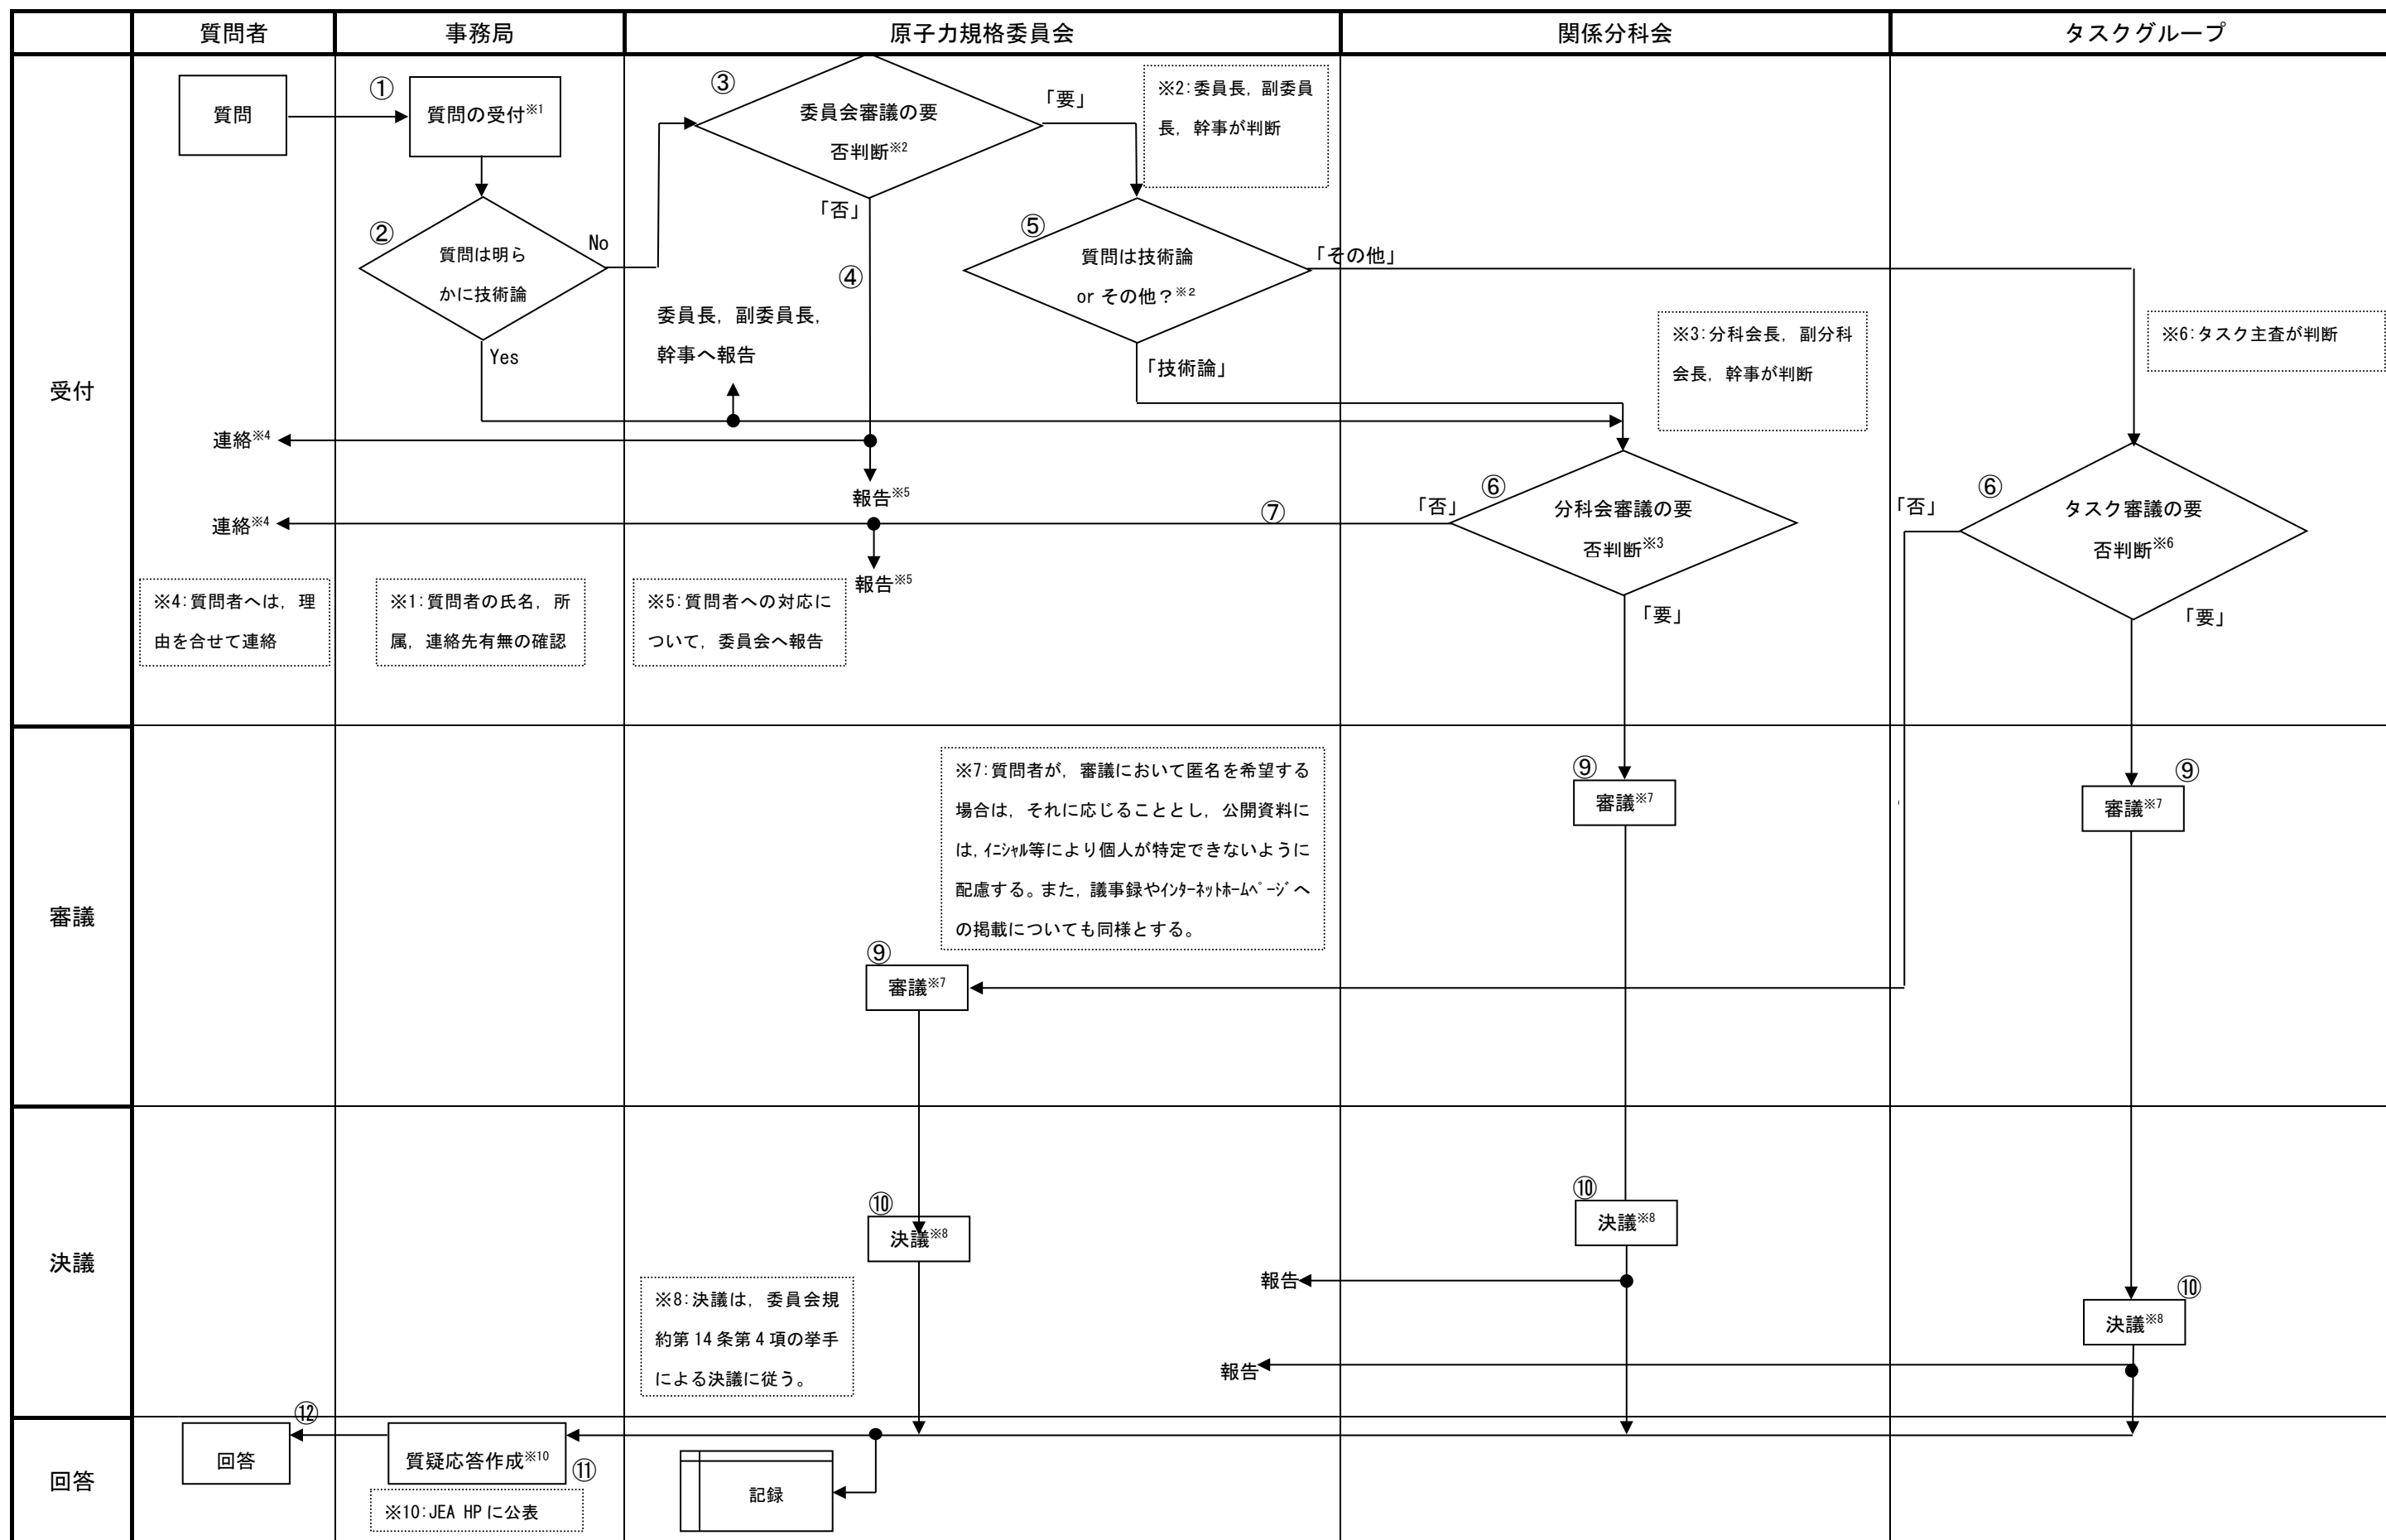 質問者 事務局 原子力規格委員会 関係分科会 タスクグループ
受付
質問
①
質問の受付※1
②
質問は明ら
かに技術論
No
Yes
③
委員会審議の要
否判断※2
「要」
「否」
※2:委員長，副委員
長，幹事が判断
④
⑤
質問は技術論
or その他？※2
「その他」
「技術論」
委員長，副委員長，
幹事へ報告
※3:分科会長，副分科
会長，幹事が判断
※6:タスク主査が判断
連絡※4
報告※5
⑥
分科会審議の要
否判断※3
「否」
「要」
⑥
タスク審議の要
否判断※6
「否」
「要」
⑦
連絡※4
報告※5
※4:質問者へは，理
由を合せて連絡
※1:質問者の氏名，所
属，連絡先有無の確認
※5:質問者への対応に
ついて，委員会へ報告
審議
※7:質問者が，審議において匿名を希望する
場合は，それに応じることとし，公開資料に
は，ｲﾆｼｬﾙ等により個人が特定できないように
配慮する。また，議事録やｲﾝﾀｰﾈｯﾄﾎｰﾑﾍﾟｰｼﾞへ
の掲載についても同様とする。
⑨
審議※7
⑨
審議※7
⑨
審議※7
決議
⑩
決議※8
⑩
決議※8
⑩
決議※8
報告
報告
※8:決議は，委員会規
約第14条第4項の挙手
による決議に従う。
回答
⑫
回答
質疑応答作成※10
⑪
※10:JEA HPに公表
記録